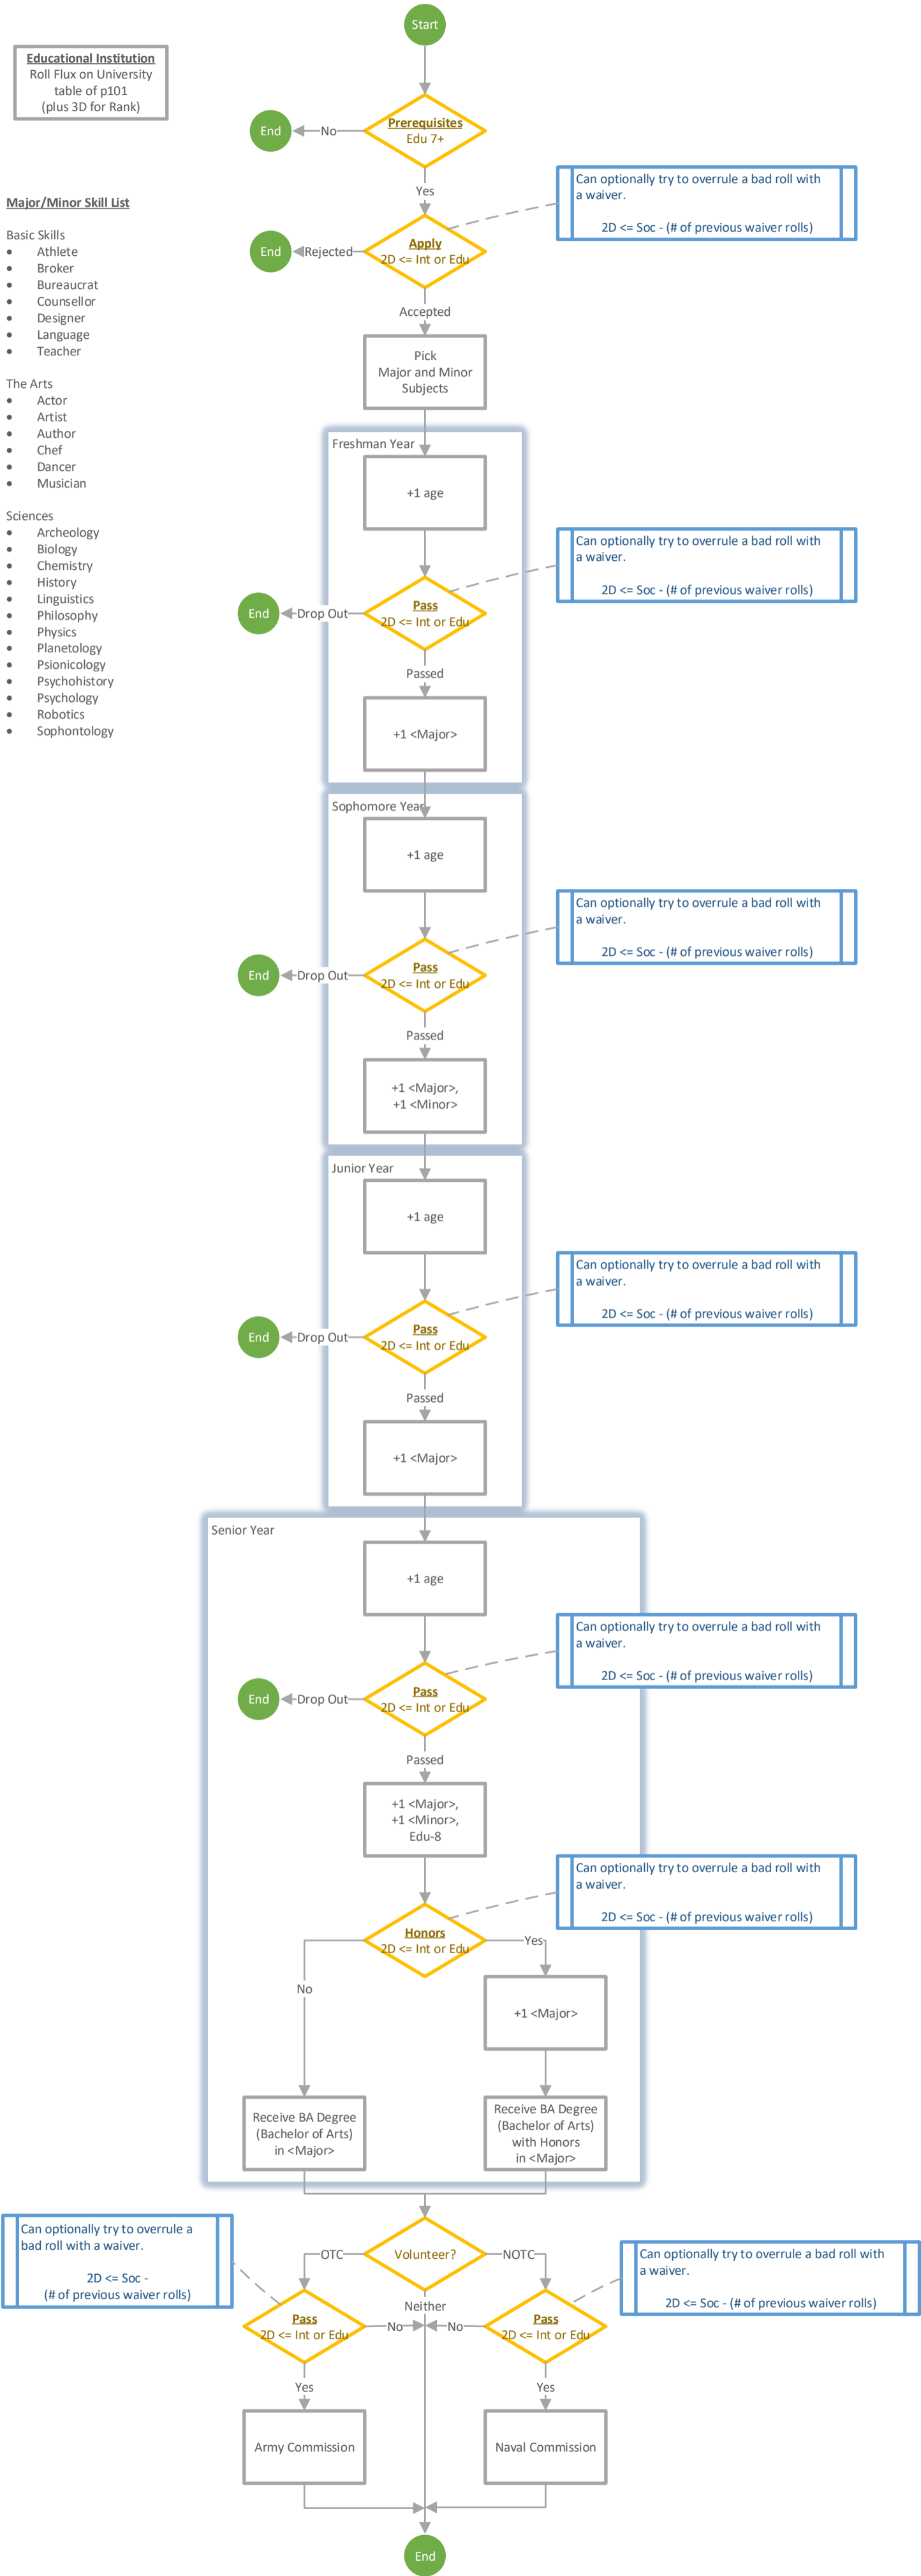 Start
Educational Institution
Roll Flux on University
table of p101
(plus 3D for Rank)
Prerequisites
Edu 7+
No
End
Yes
Can optionally try to overrule a bad roll with
a waiver.
2D <= Soc - (# of previous waiver rolls)
Apply
2D <= Int or Edu
Rejected
End
Accepted
Major/Minor Skill List
Basic Skills
• Athlete
• Broker
• Bureaucrat
• Counsellor
• Designer
• Language
• Teacher
The Arts
• Actor
• Artist
• Author
• Chef
• Dancer
• Musician
Sciences
• Archeology
• Biology
• Chemistry
• History
• Linguistics
• Philosophy
• Physics
• Planetology
• Psionicology
• Psychohistory
• Psychology
• Robotics
• Sophontology
Pick
Major and Minor
Subjects
Freshman Year
+1 age
Can optionally try to overrule a bad roll with
a waiver.
2D <= Soc - (# of previous waiver rolls)
Pass
2D <= Int or Edu
Drop Out
End
Passed
+1 <Major>
Sophomore Year
+1 age
Can optionally try to overrule a bad roll with
a waiver.
2D <= Soc - (# of previous waiver rolls)
Pass
2D <= Int or Edu
Drop Out
End
Passed
+1 <Major>,
+1 <Minor>
Junior Year
+1 age
Can optionally try to overrule a bad roll with
a waiver.
2D <= Soc - (# of previous waiver rolls)
Pass
2D <= Int or Edu
Drop Out
End
Passed
+1 <Major>
Senior Year
+1 age
Can optionally try to overrule a bad roll with
a waiver.
2D <= Soc - (# of previous waiver rolls)
Pass
2D <= Int or Edu
Drop Out
End
Passed
+1 <Major>,
+1 <Minor>,
Edu-8
Can optionally try to overrule a bad roll with
a waiver.
2D <= Soc - (# of previous waiver rolls)
Honors
2D <= Int or Edu
Yes
No
+1 <Major>
Receive BA Degree
(Bachelor of Arts)
in <Major>
Receive BA Degree
(Bachelor of Arts)
with Honors
in <Major>
Can optionally try to overrule a
bad roll with a waiver.
2D <= Soc -
(# of previous waiver rolls)
OTC
Volunteer?
NOTC
Can optionally try to overrule a bad roll with
a waiver.
2D <= Soc - (# of previous waiver rolls)
Neither
Pass
2D <= Int or Edu
No
No
Pass
2D <= Int or Edu
Yes
Yes
Army Commission
Naval Commission
End